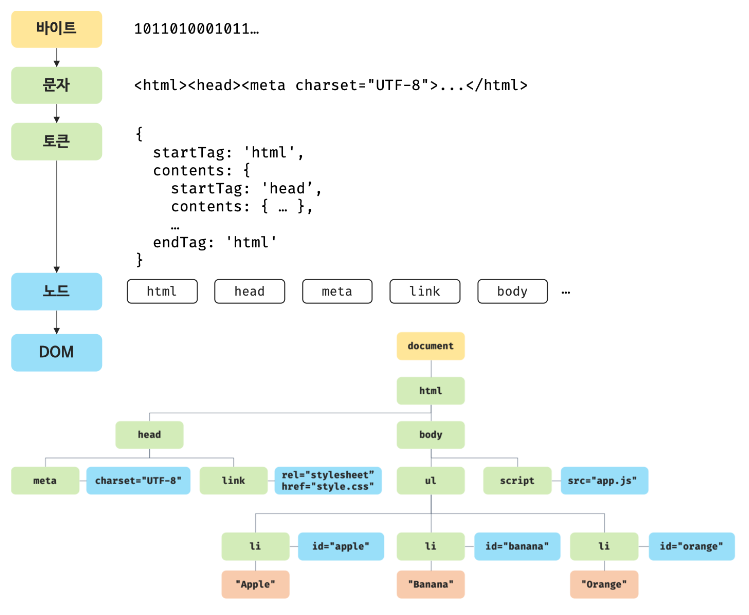 바이트
1011010001011…
문자
<html><head><meta charset="UTF-8">...</html>
토큰
{
startTag: 'html',
contents: {
startTag: 'head’,
contents: { … },
…
endTag: 'html'
}
노드
html
head
meta
link
body
…
DOM
document
html
head
body
meta
charset="UTF-8"
link
rel="stylesheet”
href="style.css"
ul
script
src="app.js"
li
id="apple"
li
id="banana"
li
id="orange"
"Apple"
"Banana"
"Orange"